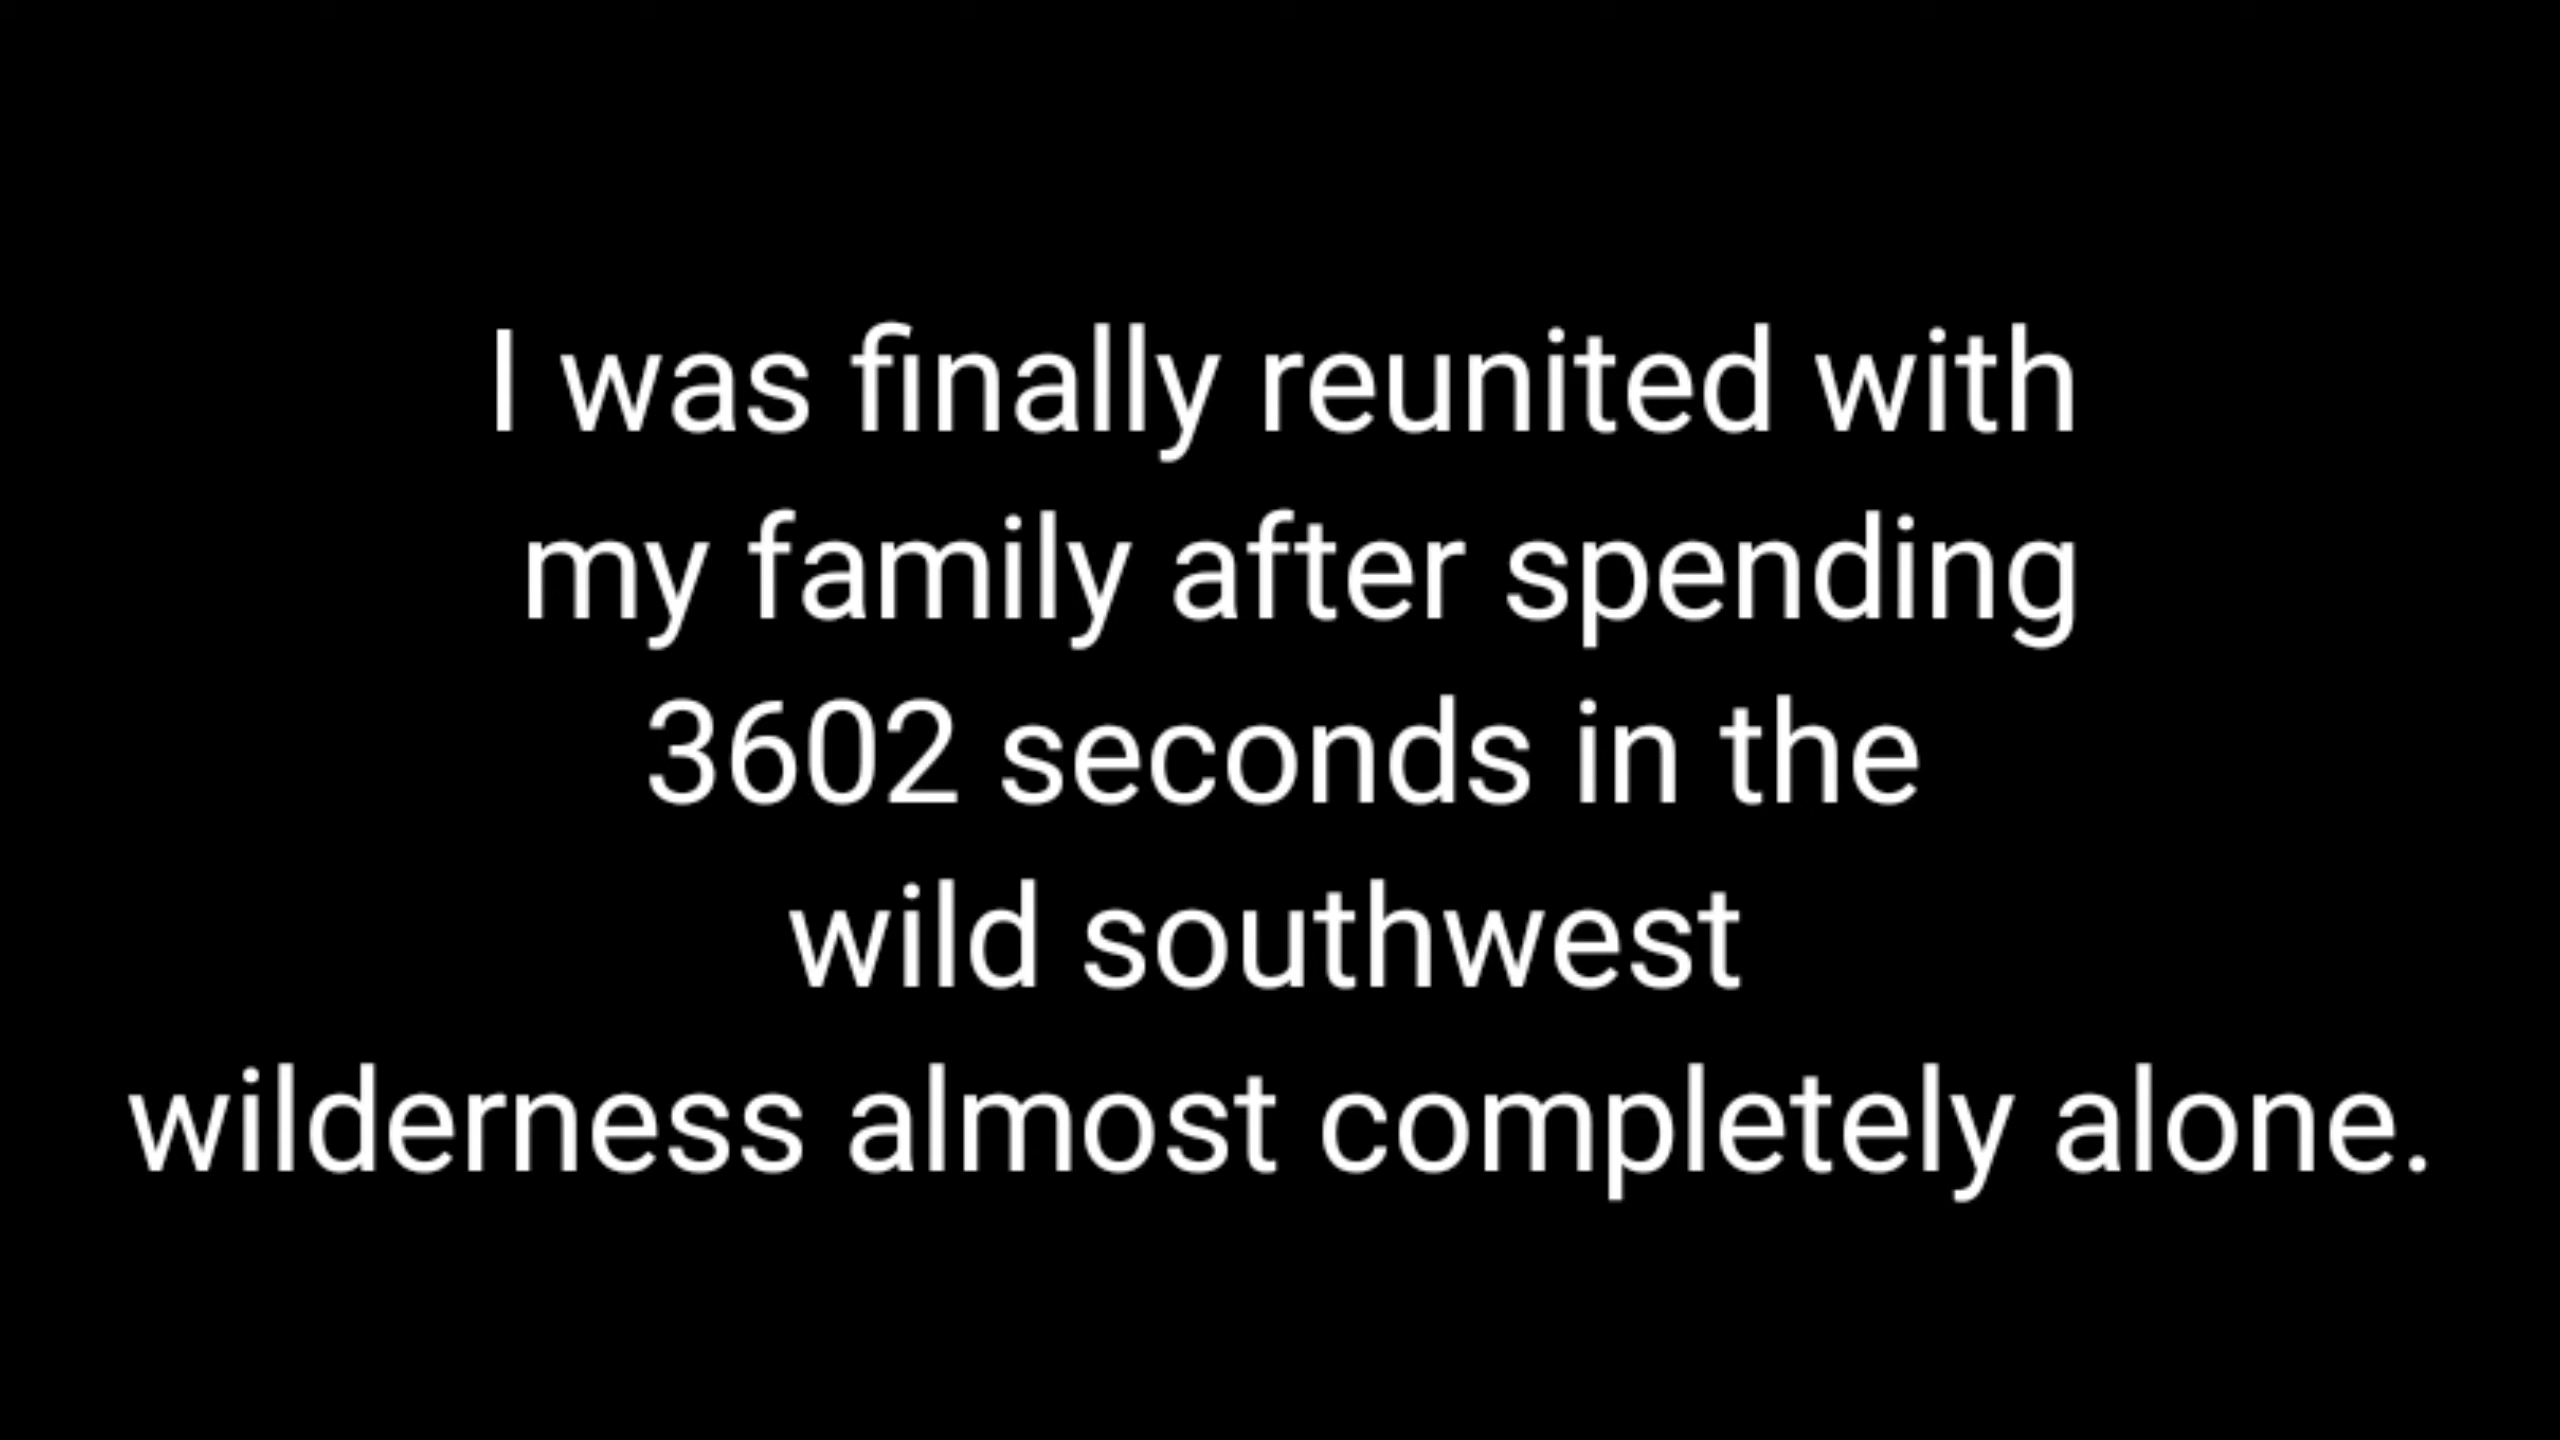 I was finally reunited with
my family after spending
3602 seconds in the
wild southwest
wilderness almost completely alone.